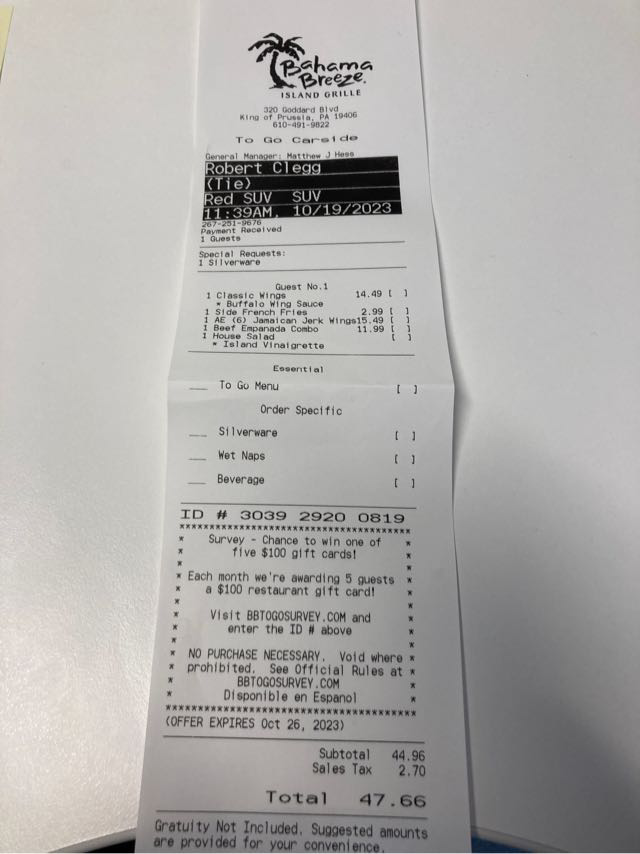 Bahama
Breeze.
ISLAND GRILLE
320 Goddard Blvd
King of Prussia, PA 19406
610-491-9822
To Go Carside
General Manager: Matthew J Hess
Robert Clegg
(Tie)
Red SUV SUV
11:39AM, 10/19/2023
267-251-9676
Payment Received
1 Guests
Special Requests:
1 Silverware
Guest No.1
1 Classic Wings 14.49 [ ]
* Buffalo Wing Sauce
1 Side French Fries 2.99 [ ]
1 AE (6) Jamaican Jerk Wings15.49 [ ]
1 Beef Empanada Combo 11.99 [ ]
1 House Salad [ ]
* Island Vinaigrette
Essential
___ To Go Menu [ ]
Order Specific
___ Silverware [ ]
___ Wet Naps [ ]
___ Beverage [ ]
ID # 3039 2920 0819
Survey - Chance to win one of
five $100 gift cards!
Each month we're awarding 5 guests
a $100 restaurant gift card!
Visit BBTOGOSURVEY.COM and
enter the ID # above
NO PURCHASE NECESSARY. Void where
prohibited. See Official Rules at
BBTOGOSURVEY.COM
Disponible en Espanol
(OFFER EXPIRES Oct 26, 2023)
Subtotal 44.96
Sales Tax 2.70
Total 47.66
Gratuity Not Included. Suggested amounts
are provided for your convenience.